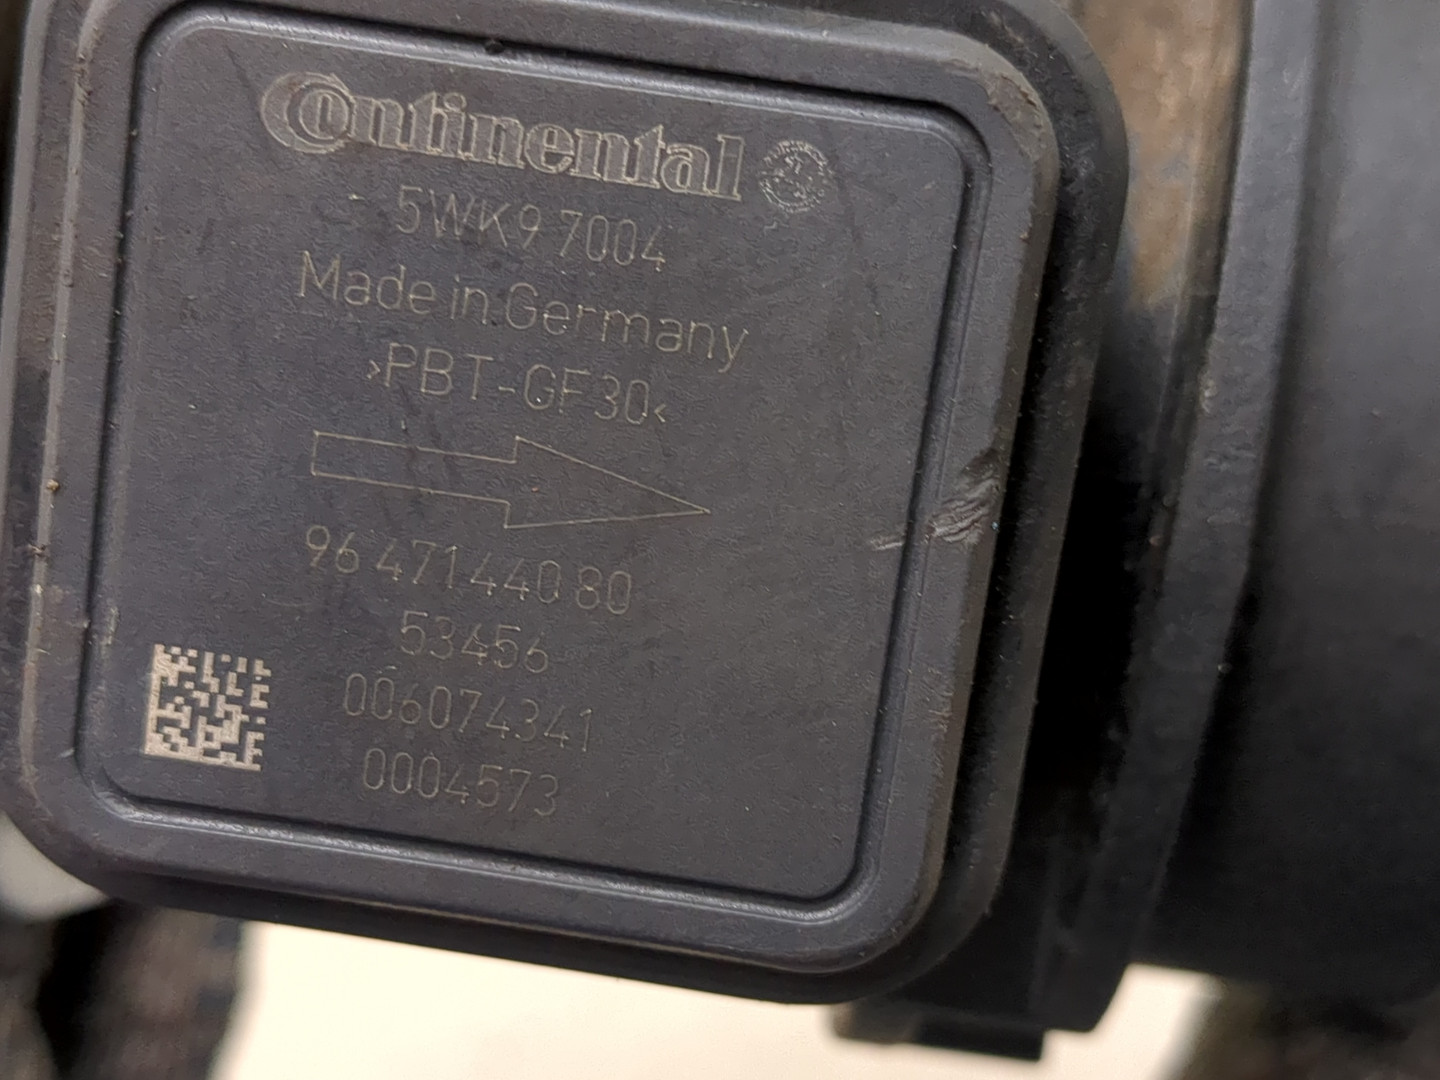 Continental
5WK9 7004
Made in Germany
>PBT-GF30<
96 471 440 80
53456
006074341
0004573